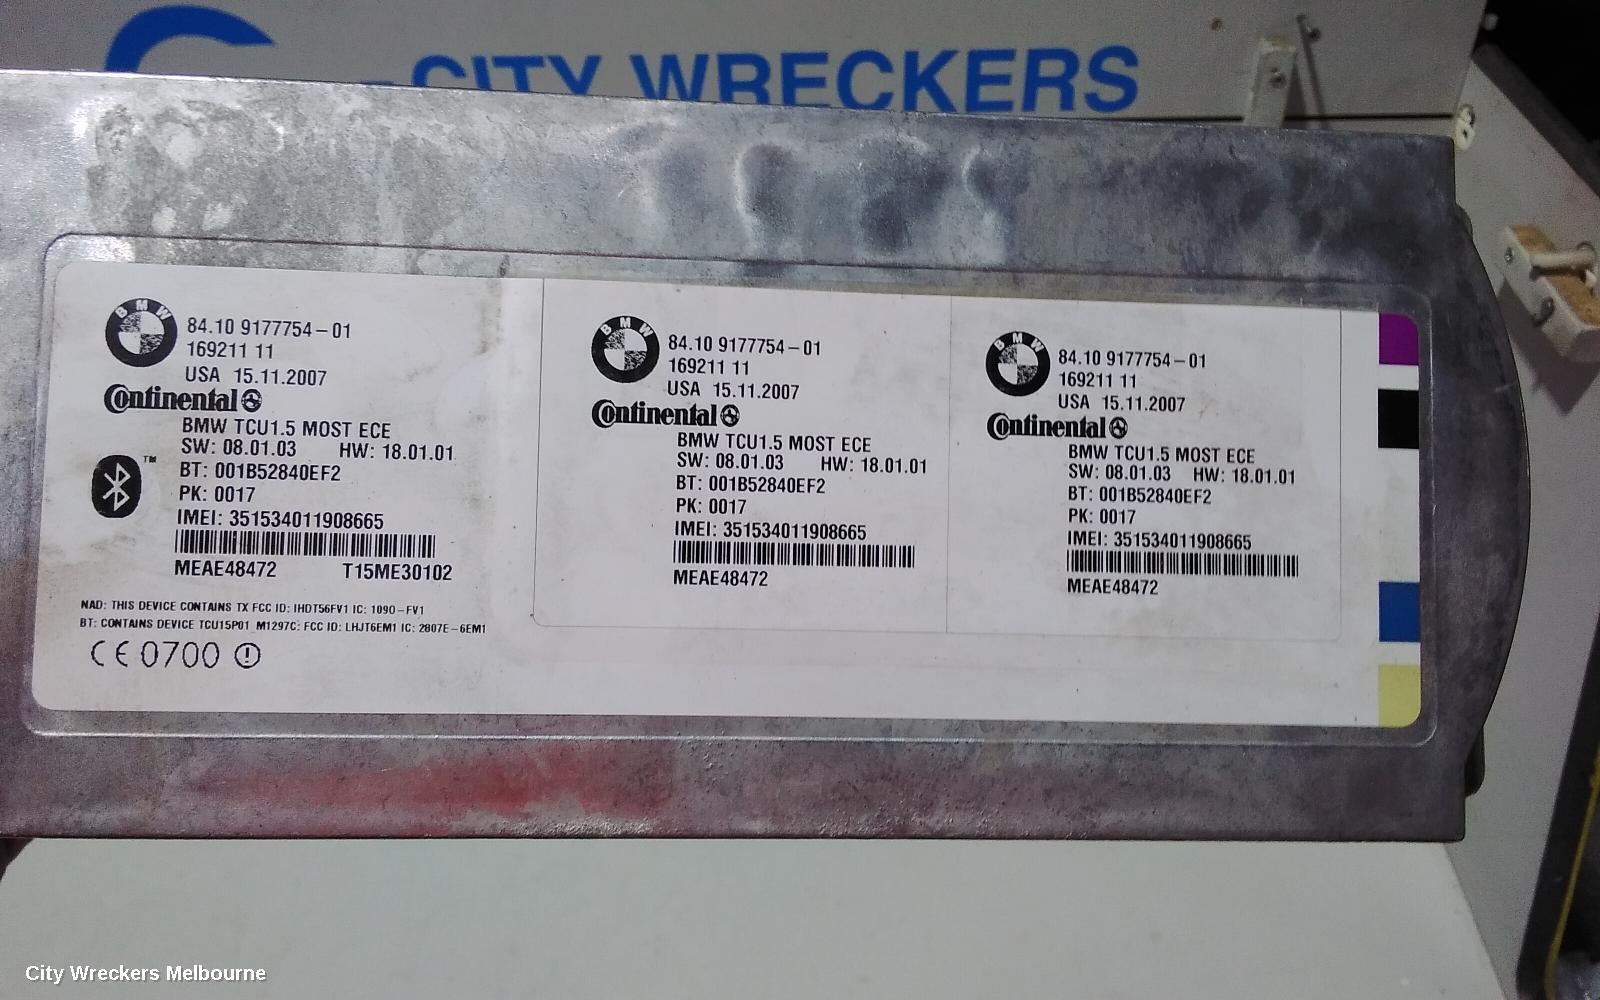 CITY WRECKERS
BMW
84.10 9177754-01
169211 11
USA 15.11.2007
Continental
BMW TCU1.5 MOST ECE
SW: 08.01.03 HW: 18.01.01
BT: 001B52840EF2
PK: 0017
IMEI: 351534011908665
MEAE48472 T15ME30102
NAD: THIS DEVICE CONTAINS TX FCC ID: IHDT56FV1 IC: 1090-FV1
BT: CONTAINS DEVICE TCU15P01 M1297C: FCC ID: LHJT6EM1 IC: 2807E-6EM1
CE 0700
BMW
84.10 9177754-01
169211 11
USA 15.11.2007
Continental
BMW TCU1.5 MOST ECE
SW: 08.01.03 HW: 18.01.01
BT: 001B52840EF2
PK: 0017
IMEI: 351534011908665
MEAE48472
BMW
84.10 9177754-01
169211 11
USA 15.11.2007
Continental
BMW TCU1.5 MOST ECE
SW: 08.01.03 HW: 18.01.01
BT: 001B52840EF2
PK: 0017
IMEI: 351534011908665
MEAE48472
City Wreckers Melbourne